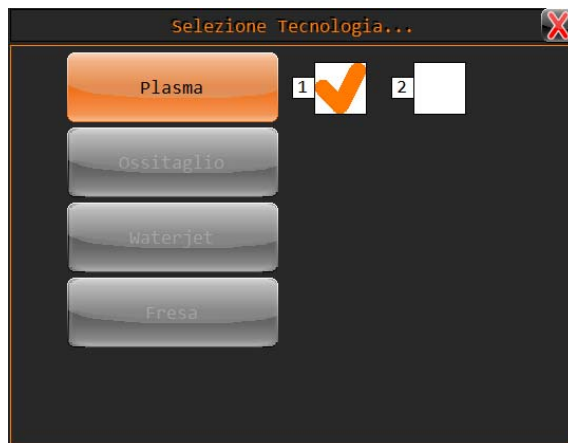 Selezione Tecnologia...
Plasma 1 2
Ossitaglio
Waterjet
Fresa